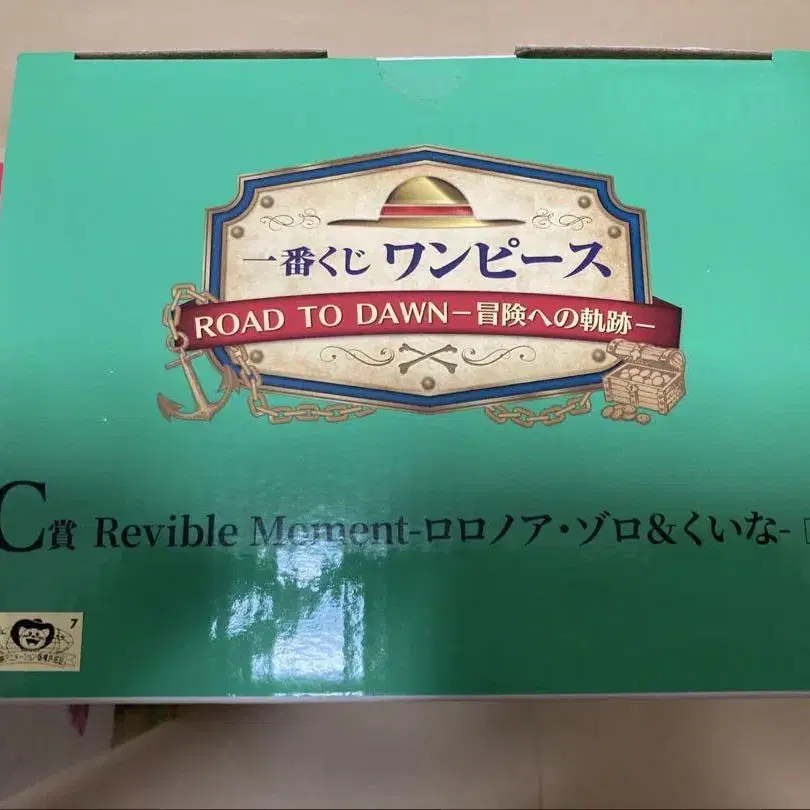 一番くじ ワンピース
ROAD TO DAWN－冒険への軌跡－
C賞 Revible Moment-ロロノア・ゾロ&くいな-
7